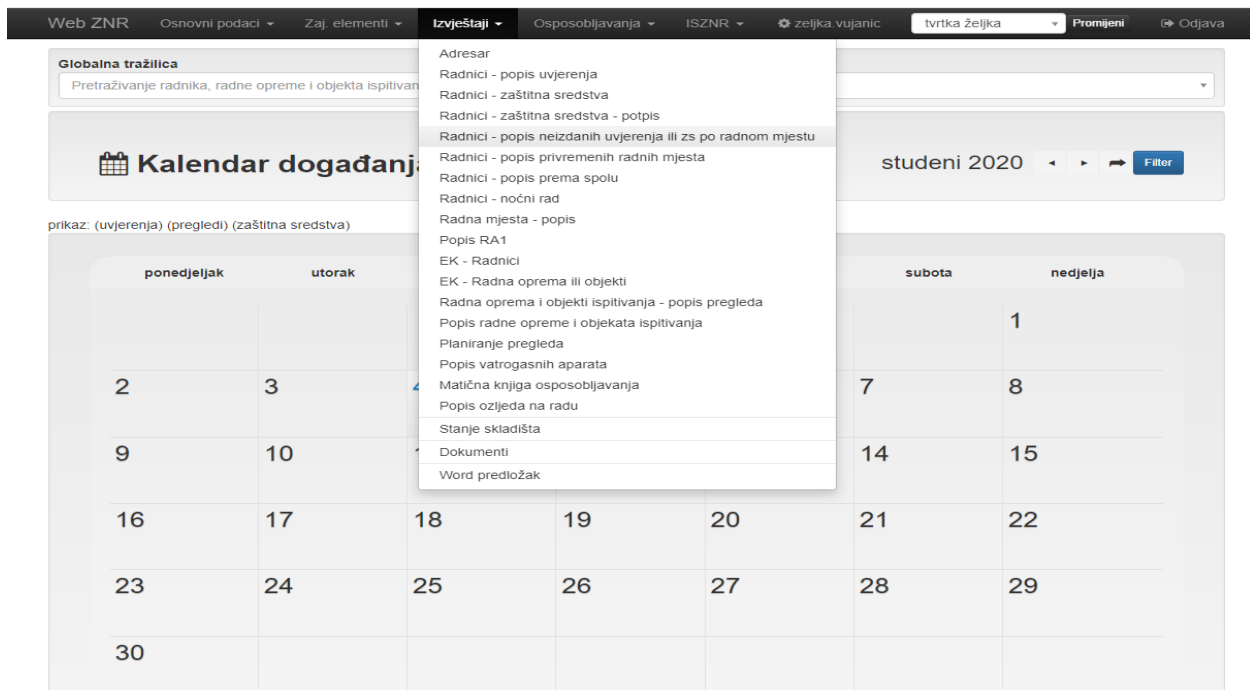 Web ZNR Osnovni podaci Zaj. elementi Izvještaji Osposobljavanja ISZNR zeljka.vujanic tvrtka željka Promijeni Odjava
Globalna tražilica
Pretraživanje radnika, radne opreme i objekta
Kalendar događanj
studeni 2020 Filter
prikaz: (uvjerenja) (pregledi) (zaštitna sredstva)
Adresar
Radnici - popis uvjerenja
Radnici - zaštitna sredstva
Radnici - zaštitna sredstva - potpis
Radnici - popis neizdanih uvjerenja ili zs po radnom mjestu
Radnici - popis privremenih radnih mjesta
Radnici - popis prema spolu
Radnici - noćni rad
Radna mjesta - popis
Popis RA1
EK - Radnici
EK - Radna oprema ili objekti
Radna oprema i objekti ispitivanja - popis pregleda
Popis radne opreme i objekata ispitivanja
Planiranje pregleda
Popis vatrogasnih aparata
Matična knjiga osposobljavanja
Popis ozljeda na radu
Stanje skladišta
Dokumenti
Word predložak
ponedjeljak utorak subota nedjelja
1
2 3 7 8
9 10 14 15
16 17 18 19 20 21 22
23 24 25 26 27 28 29
30